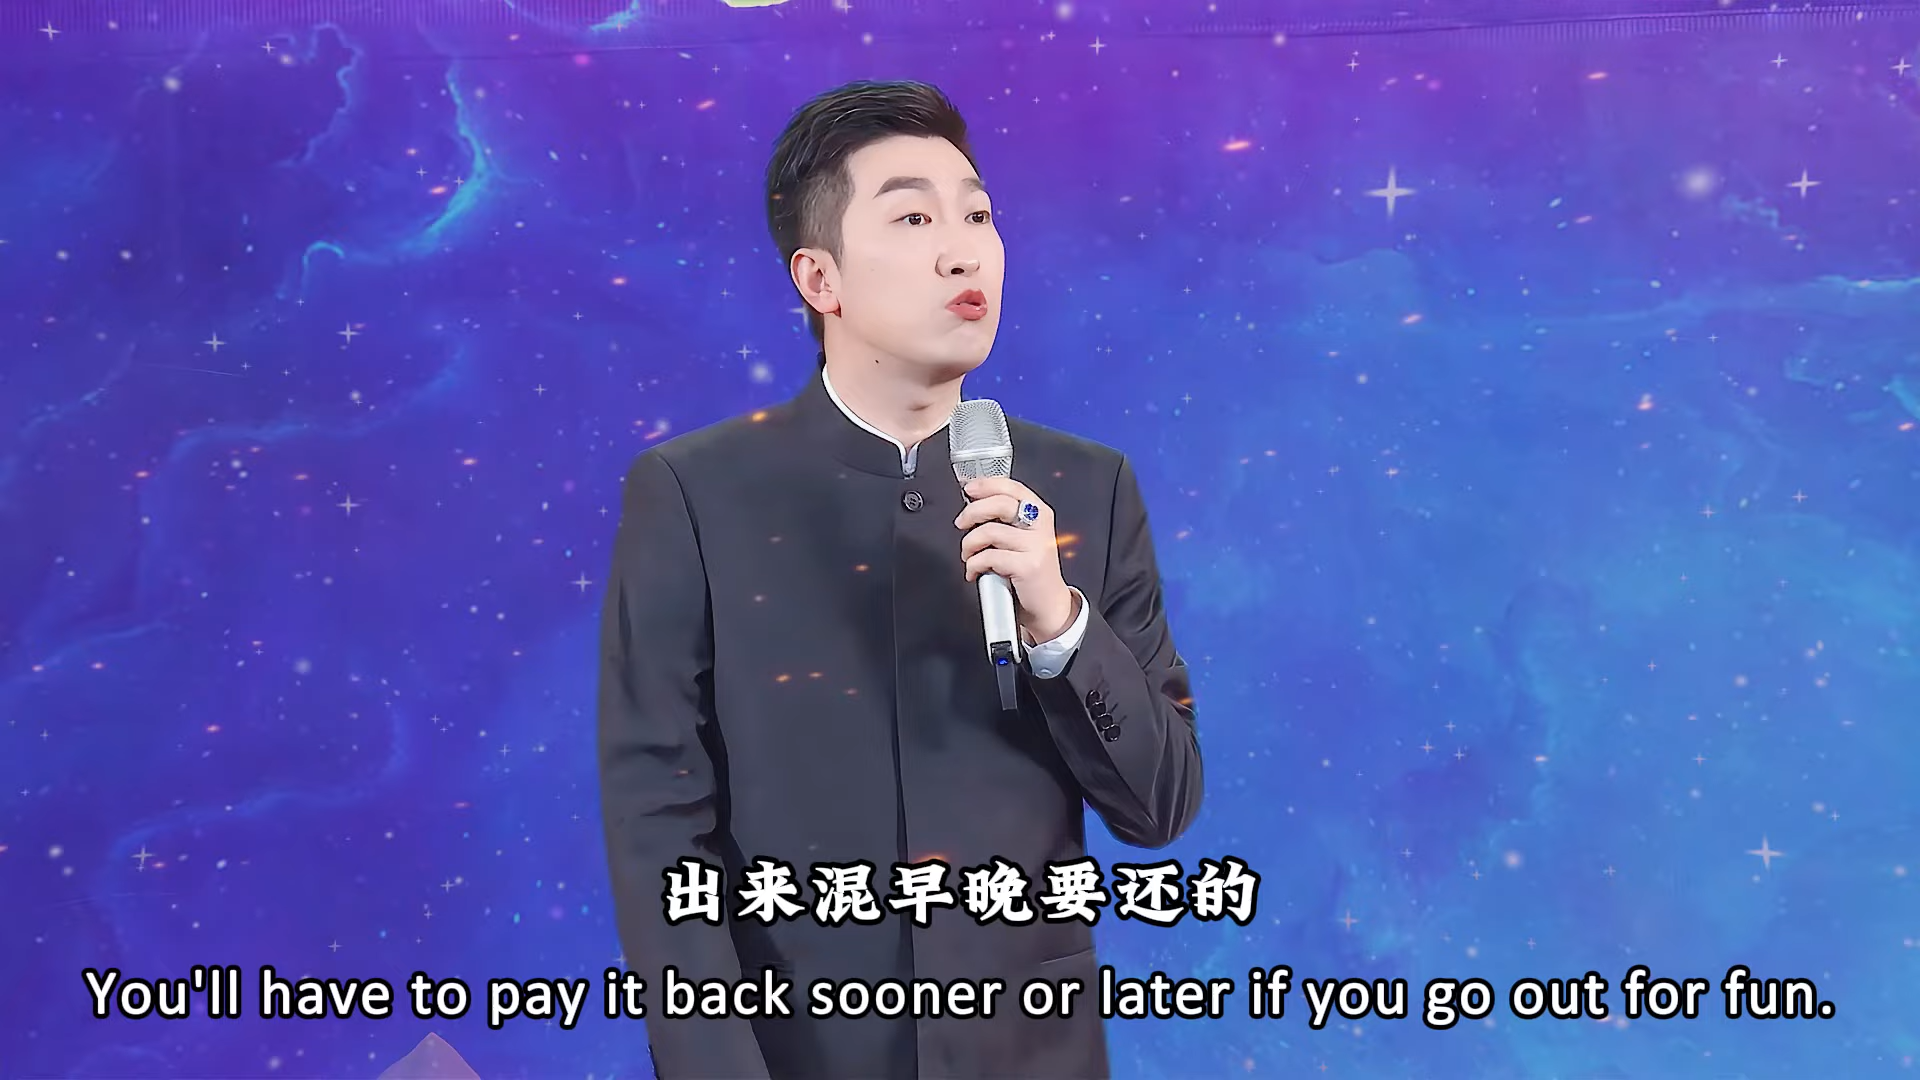 出来混早晚要还的
You'll have to pay it back sooner or later if you go out for fun.